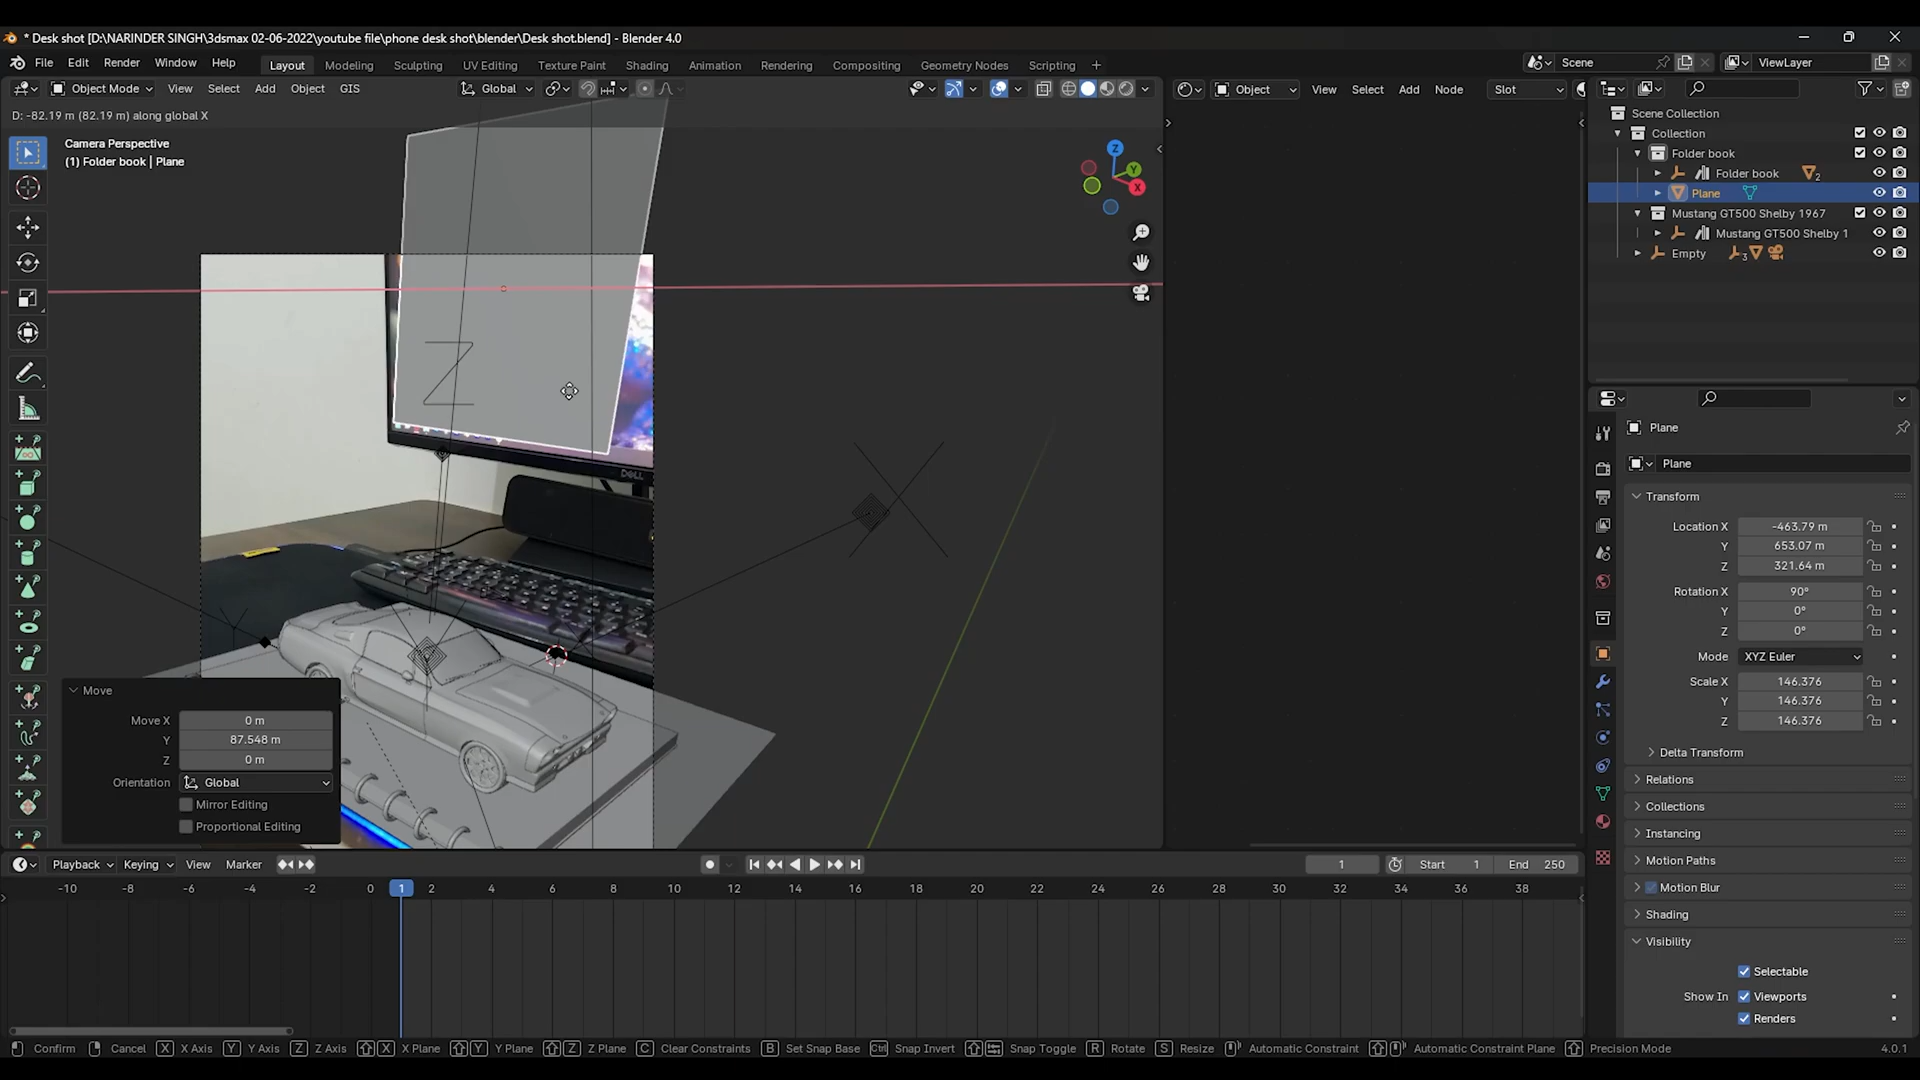 * Desk shot [D:\NARINDER SINGH\3dsmax 02-06-2022\youtube file\phone desk shot\blender\Desk shot.blend] - Blender 4.0
File Edit Render Window Help Layout Modeling Sculpting UV Editing Texture Paint Shading Animation Rendering Compositing Geometry Nodes Scripting + Scene ViewLayer
Object Mode View Select Add Object GIS Global Object View Select Add Node Slot
D: -82.19 m (82.19 m) along global X
Camera Perspective
(1) Folder book | Plane
Z
Y
X
Z
DELL
Scene Collection
Collection
Folder book
Folder book 2
Plane
Mustang GT500 Shelby 1967
Mustang GT500 Shelby 1
Empty 3
Plane
Plane
Transform
Location X -463.79 m
Y 653.07 m
Z 321.64 m
Rotation X 90°
Y 0°
Z 0°
Mode XYZ Euler
Scale X 146.376
Y 146.376
Z 146.376
Delta Transform
Relations
Collections
Instancing
Motion Paths
Motion Blur
Shading
Visibility
Selectable
Show In Viewports
Renders
Move
Move X 0 m
Y 87.548 m
Z 0 m
Orientation Global
Mirror Editing
Proportional Editing
Playback Keying View Marker 1 Start 1 End 250
-10 -8 -6 -4 -2 0 1 2 4 6 8 10 12 14 16 18 20 22 24 26 28 30 32 34 36 38
Confirm Cancel X X Axis Y Y Axis Z Z Axis X X Plane Y Y Plane Z Z Plane C Clear Constraints B Set Snap Base Ctrl Snap Invert Snap Toggle R Rotate S Resize Automatic Constraint Automatic Constraint Plane Precision Mode 4.0.1